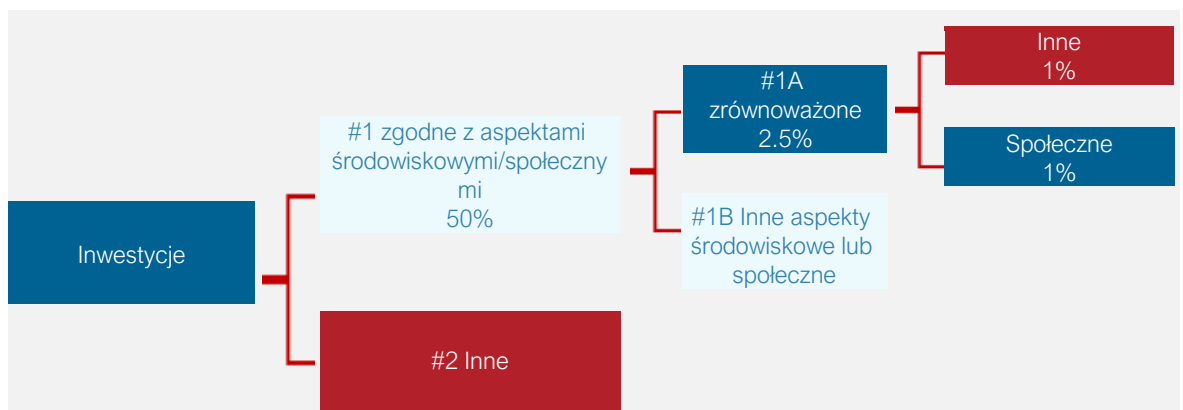 Inwestycje
#1 zgodne z aspektami
środowiskowymi/społeczny
mi
50%
#2 Inne
#1A
zrównoważone
2.5%
#1B Inne aspekty
środowiskowe lub
społeczne
Inne
1%
Społeczne
1%